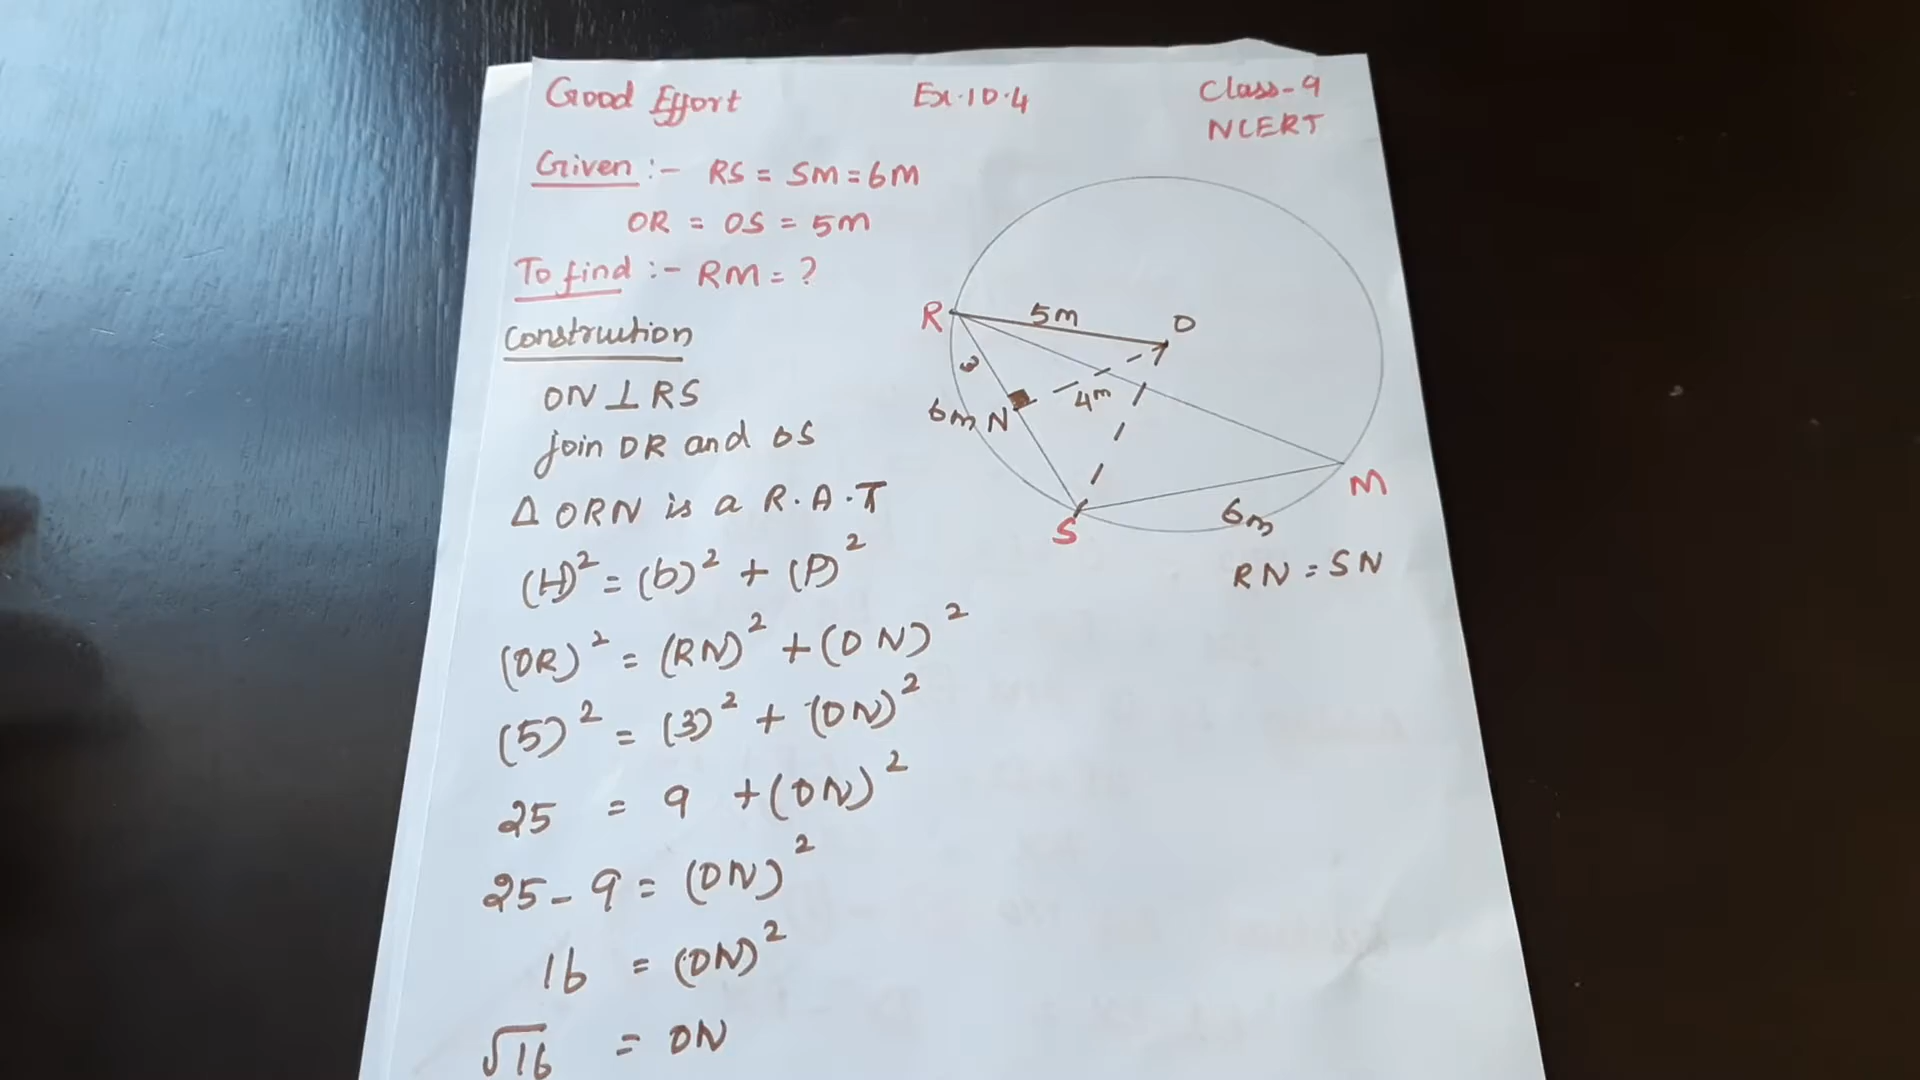 Good Effort
Ex.10.4
Class-9
NCERT
Given :- RS = SM = 6M
OR = OS = 5m
To find :- RM = ?
Construction
ON ⊥ RS
join OR and OS
Δ ORN is a R.A.T
(H)² = (b)² + (P)²
(OR)² = (RN)² + (ON)²
(5)² = (3)² + (ON)²
25 = 9 + (ON)²
25 - 9 = (ON)²
16 = (ON)²
√16 = ON
R
5m
O
3
4m
6m N
M
S
6m
RN = SN